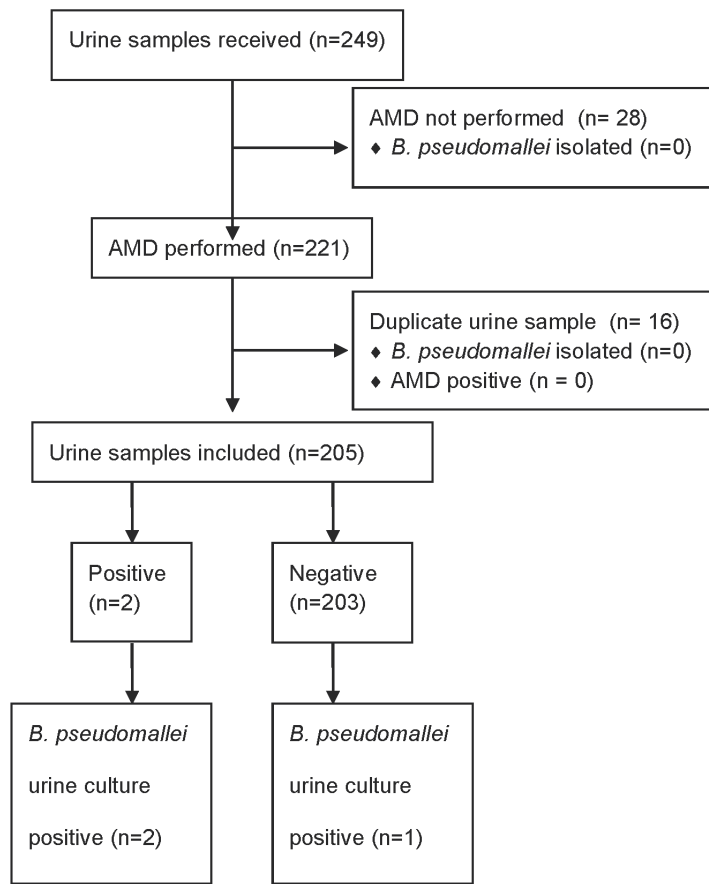 Urine samples received (n=249)
AMD not performed  (n= 28)
♦ B. pseudomallei isolated (n=0)
AMD performed (n=221)
Duplicate urine sample  (n= 16)
♦ B. pseudomallei isolated (n=0)
♦ AMD positive (n = 0)
Urine samples included (n=205)
Positive
(n=2)
Negative
(n=203)
B. pseudomallei
urine culture
positive (n=2)
B. pseudomallei
urine culture
positive (n=1)